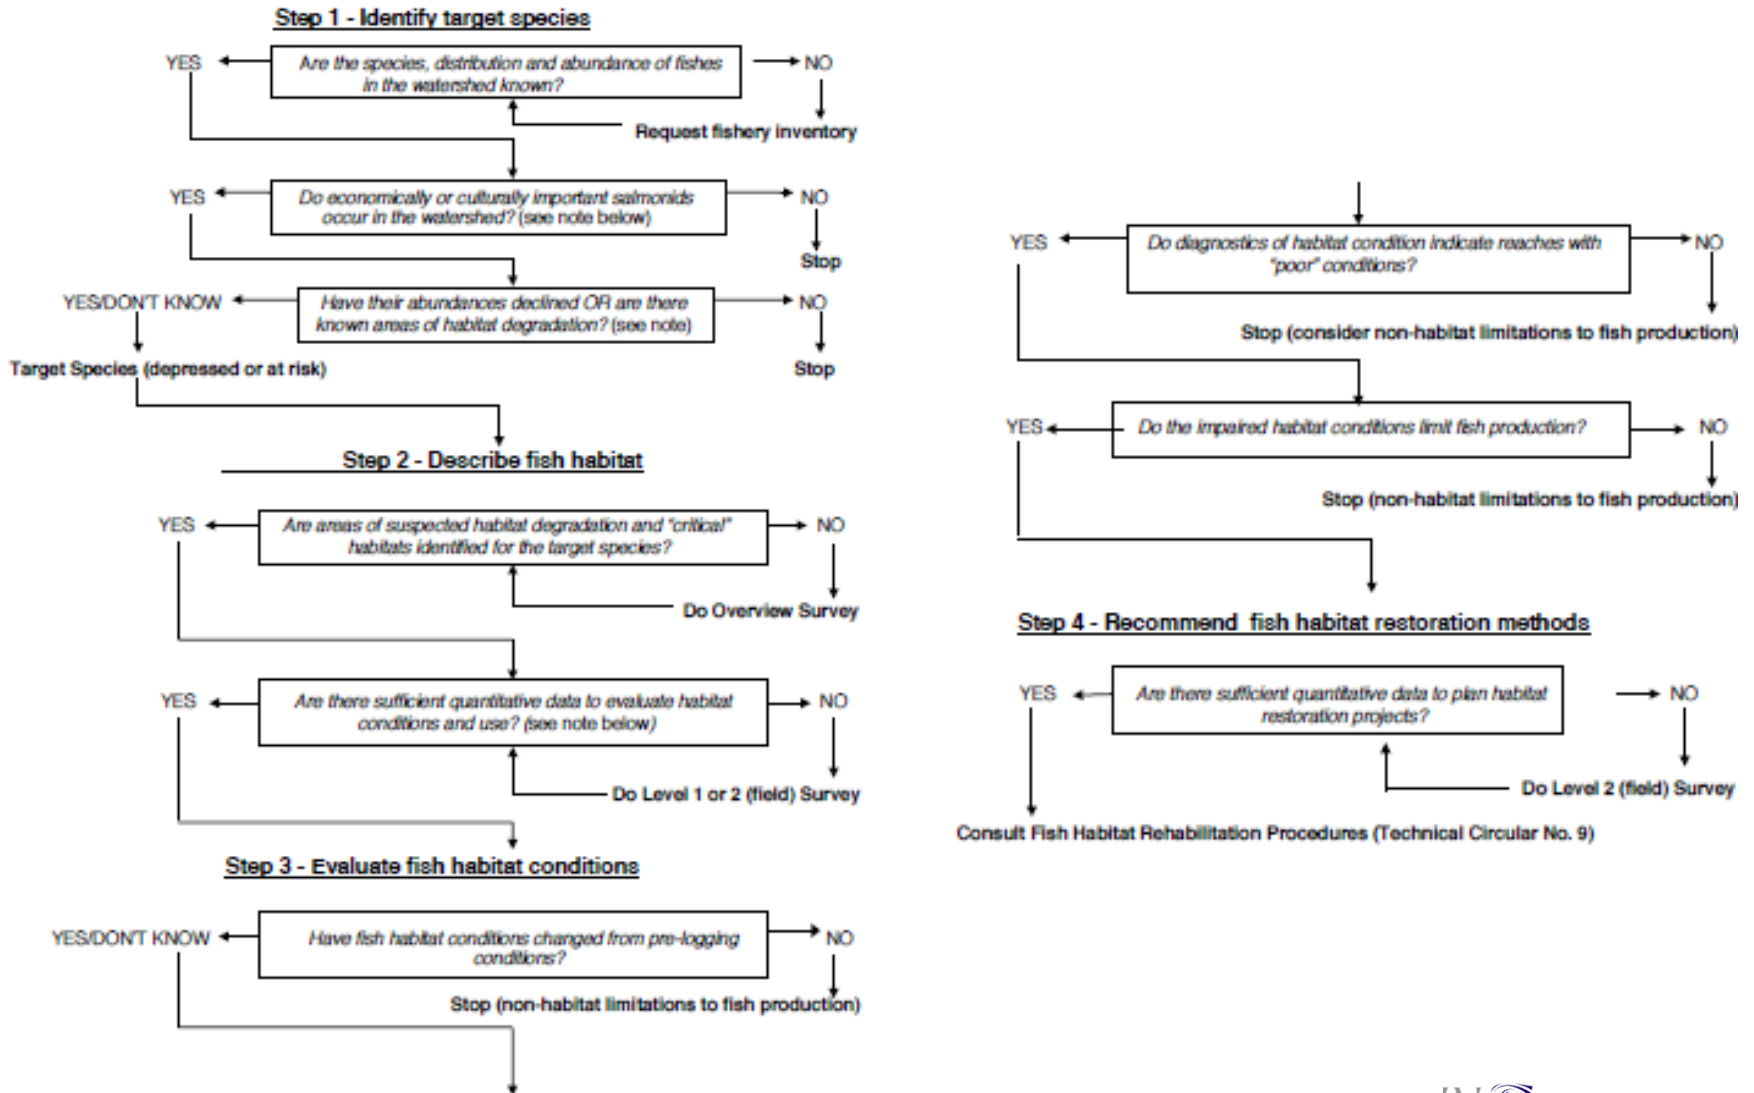 Step 1 - Identify target species
YES
Are the species, distribution and abundance of fishes
in the watershed known?
NO
Request fishery inventory
YES
Do economically or culturally important salmonids
occur in the watershed? (see note below)
NO
Stop
YES/DON'T KNOW
Have their abundances declined OR are there
known areas of habitat degradation? (see note)
NO
Target Species (depressed or at risk)
Stop
Step 2 - Describe fish habitat
YES
Are areas of suspected habitat degradation and "critical"
habitats identified for the target species?
NO
Do Overview Survey
YES
Are there sufficient quantitative data to evaluate habitat
conditions and use? (see note below)
NO
Do Level 1 or 2 (field) Survey
Step 3 - Evaluate fish habitat conditions
YES/DON'T KNOW
Have fish habitat conditions changed from pre-logging
conditions?
NO
Stop (non-habitat limitations to fish production)
YES
Do diagnostics of habitat condition indicate reaches with
"poor" conditions?
NO
Stop (consider non-habitat limitations to fish production)
YES
Do the impaired habitat conditions limit fish production?
NO
Stop (non-habitat limitations to fish production)
Step 4 - Recommend fish habitat restoration methods
YES
Are there sufficient quantitative data to plan habitat
restoration projects?
NO
Do Level 2 (field) Survey
Consult Fish Habitat Rehabilitation Procedures (Technical Circular No. 9)